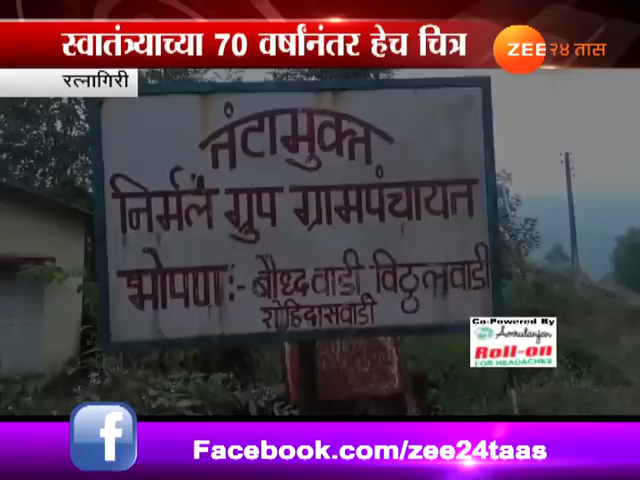 स्वातंत्र्याच्या 70 वर्षांनंतर हेच चित्र
ZEE २४ तास
रत्नागिरी
तंटामुक्त
निर्मल ग्रुप ग्रामपंचायत
भोपण:- बौध्दवाडी विठ्ठलवाडी
रोहिदासवाडी
Co-Powered By
Amrutanjan
Roll-on
FOR HEADACHES
f Facebook.com/zee24taas